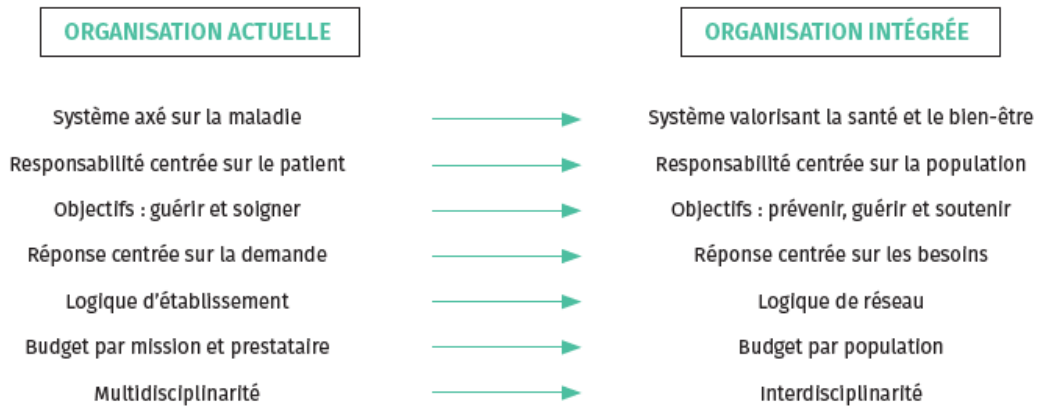 ORGANISATION ACTUELLE
ORGANISATION INTÉGRÉE
Système axé sur la maladie
Système valorisant la santé et le bien-être
Responsabilité centrée sur le patient
Responsabilité centrée sur la population
Objectifs : guérir et soigner
Objectifs : prévenir, guérir et soutenir
Réponse centrée sur la demande
Réponse centrée sur les besoins
Logique d'établissement
Logique de réseau
Budget par mission et prestataire
Budget par population
Multidisciplinarité
Interdisciplinarité